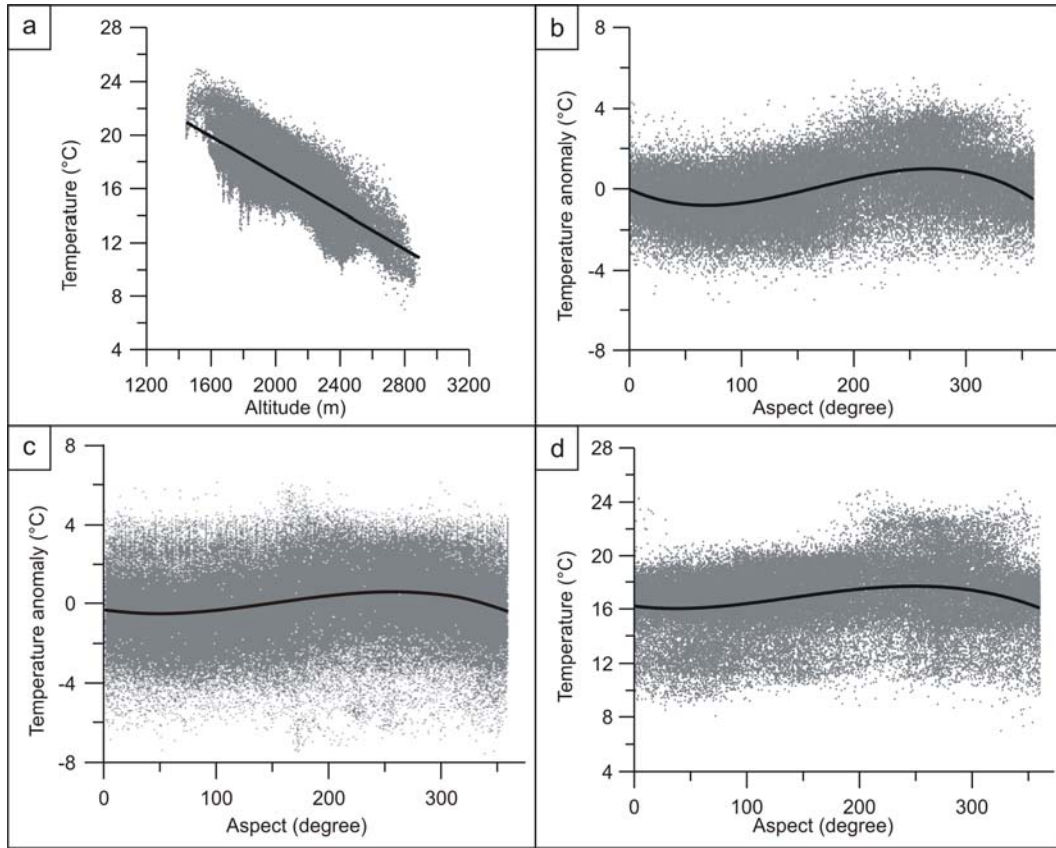 a
28
24
20
16
12
8
4
Temperature (°C)
1200 1600 2000 2400 2800 3200
Altitude (m)
b
8
4
0
-4
-8
Temperature anomaly (°C)
0 100 200 300
Aspect (degree)
c
8
4
0
-4
-8
Temperature anomaly (°C)
0 100 200 300
Aspect (degree)
d
28
24
20
16
12
8
4
Temperature (°C)
0 100 200 300
Aspect (degree)